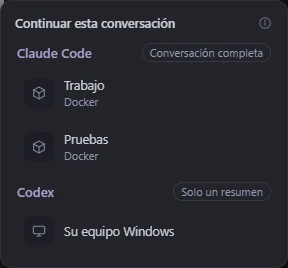 Continuar esta conversación
Claude Code
Conversación completa
Trabajo
Docker
Pruebas
Docker
Codex
Solo un resumen
Su equipo Windows